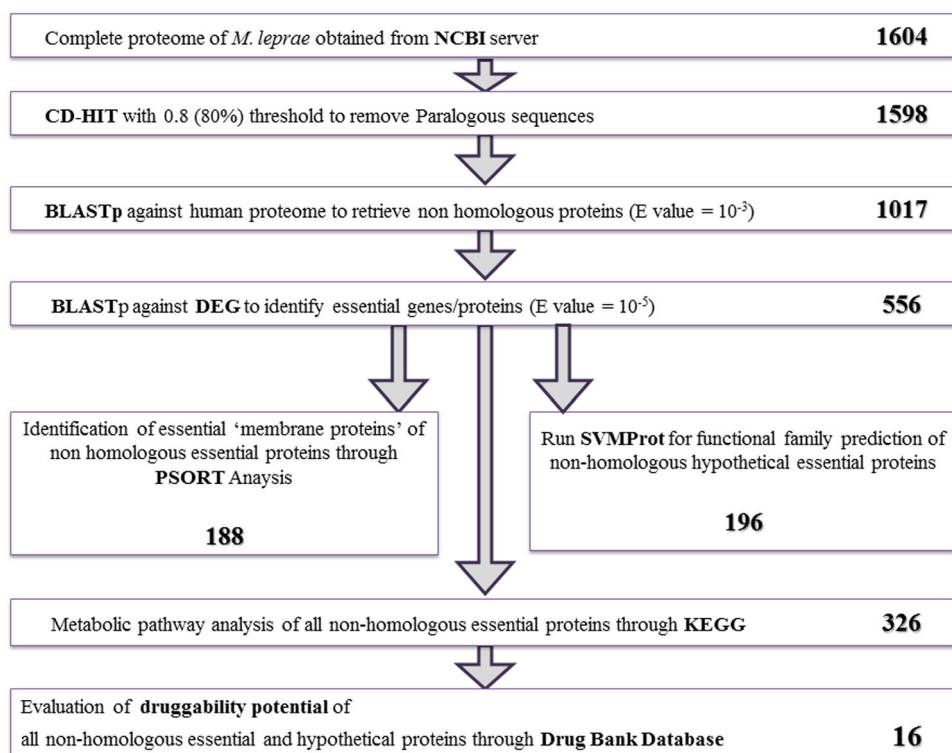 Complete proteome of M. leprae obtained from NCBI server 1604
CD-HIT with 0.8 (80%) threshold to remove Paralogous sequences 1598
BLASTp against human proteome to retrieve non homologous proteins (E value = 10⁻³) 1017
BLASTp against DEG to identify essential genes/proteins (E value = 10⁻⁵) 556
Identification of essential ‘membrane proteins’ of
non homologous essential proteins through
PSORT Anaysis
188
Run SVMProt for functional family prediction of
non-homologous hypothetical essential proteins
196
Metabolic pathway analysis of all non-homologous essential proteins through KEGG 326
Evaluation of druggability potential of
all non-homologous essential and hypothetical proteins through Drug Bank Database 16